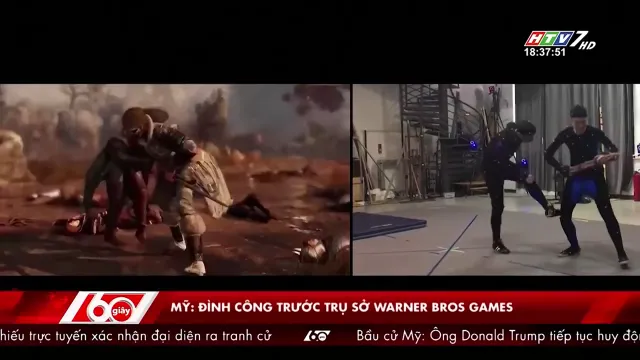 HTV7 HD
18:37:51
60 giây
MỸ: ĐÌNH CÔNG TRƯỚC TRỤ SỞ WARNER BROS GAMES
hiếu trực tuyến xác nhận đại diện ra tranh cử 60 Bầu cử Mỹ: Ông Donald Trump tiếp tục huy độ